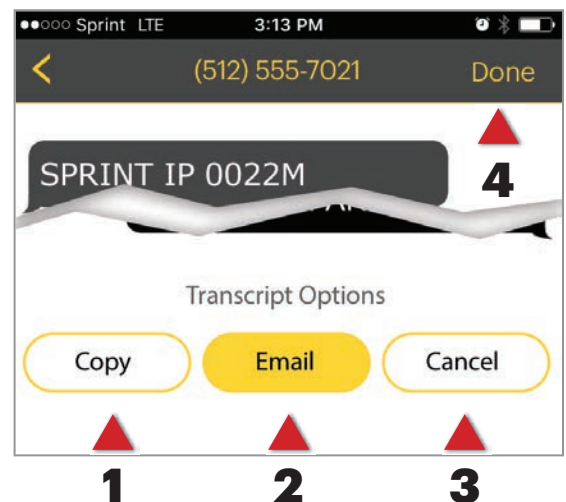 Sprint LTE 3:13 PM
(512) 555-7021 Done
4
SPRINT IP 0022M
Transcript Options
Copy Email Cancel
1 2 3